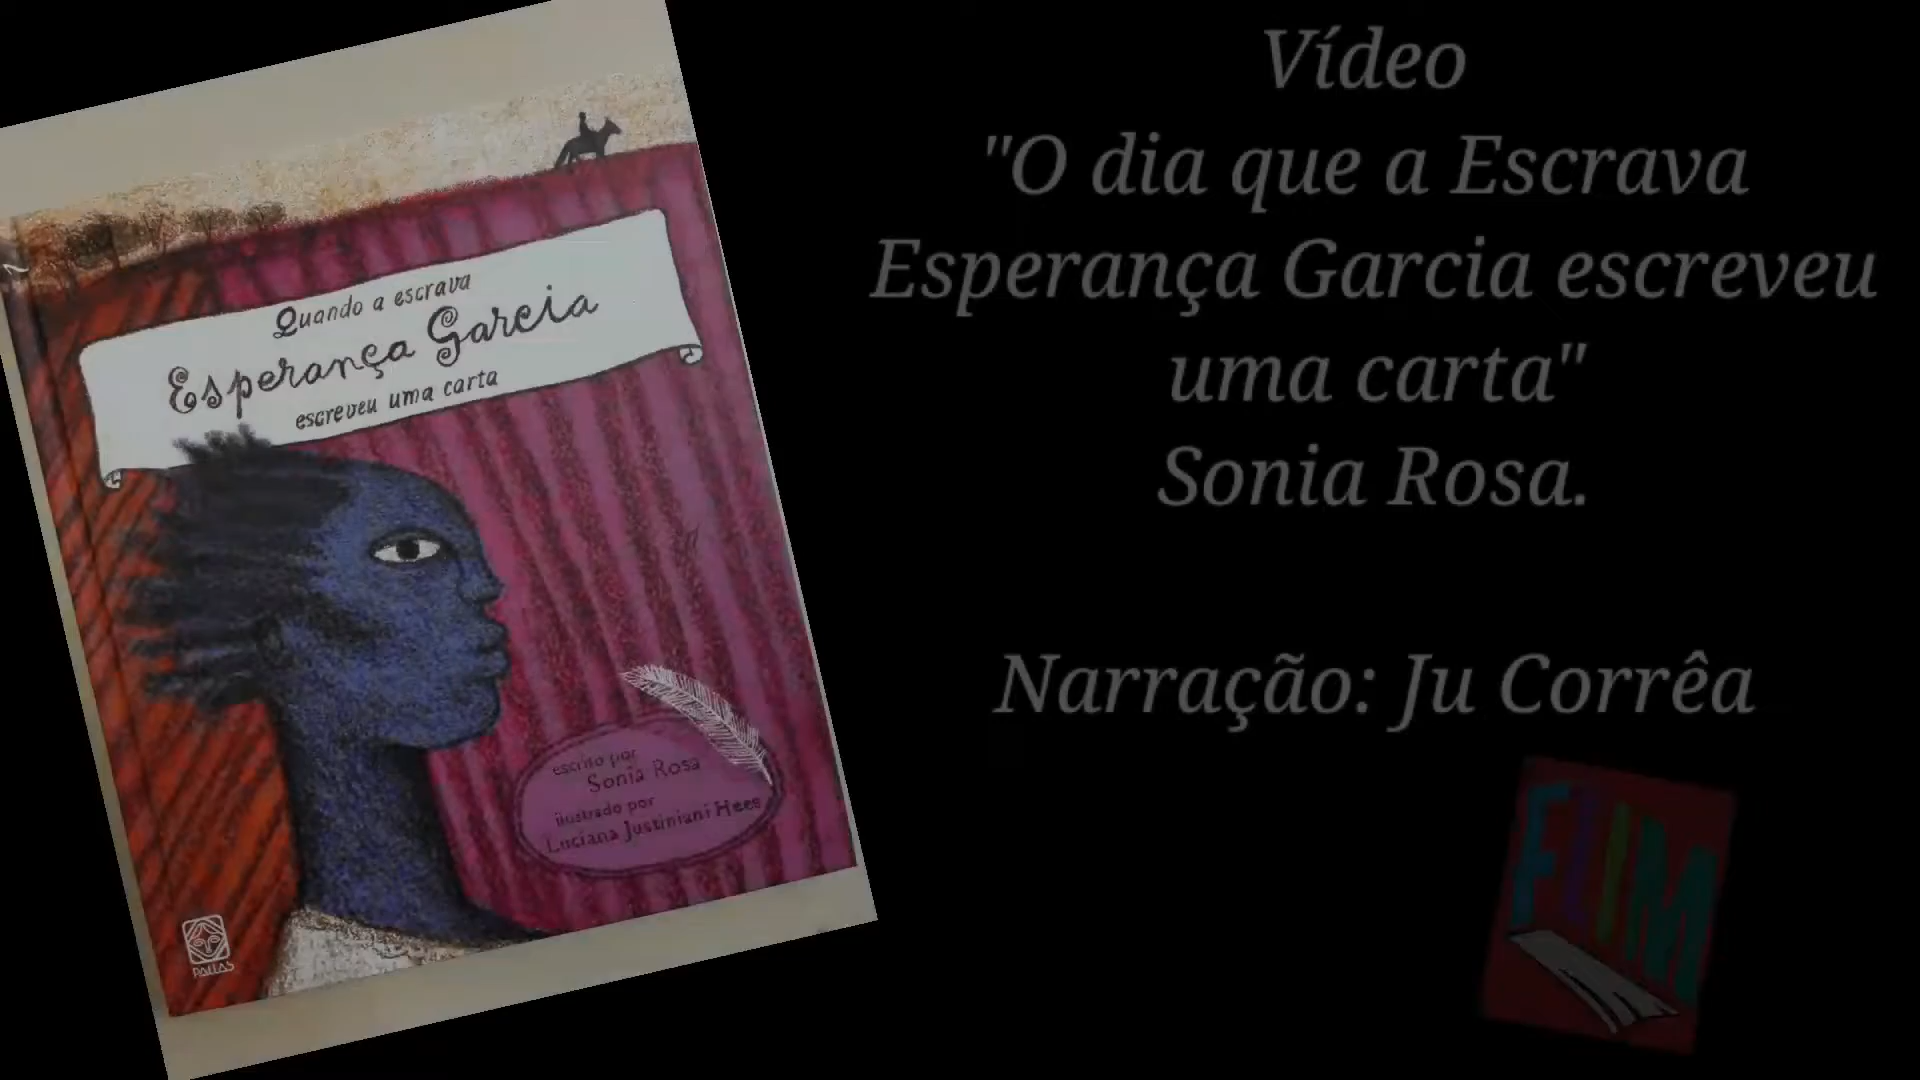 Quando a escrava
Esperança Garcia
escreveu uma carta
escrito por
Sonia Rosa
ilustrado por
Luciana Justiniani Hees
PALLAS
Vídeo
"O dia que a Escrava
Esperança Garcia escreveu
uma carta"
Sonia Rosa.
Narração: Ju Corrêa
FLIM